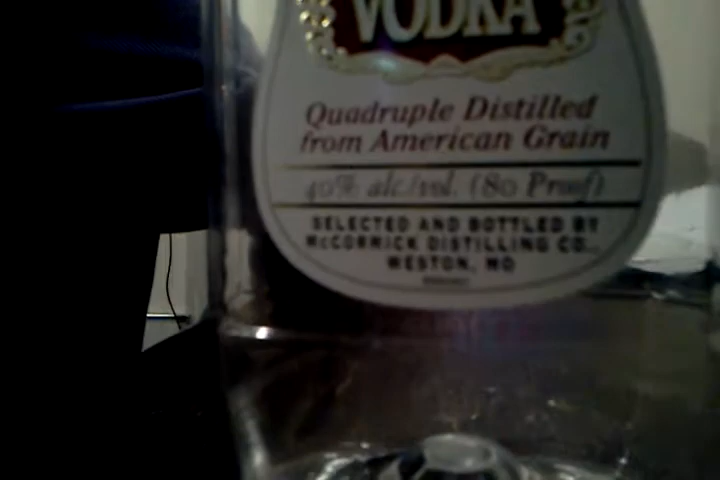 VODKA
Quadruple Distilled
from American Grain
40% alc/vol. (80 Proof)
SELECTED AND BOTTLED BY
McCORMICK DISTILLING CO.,
WESTON, MO